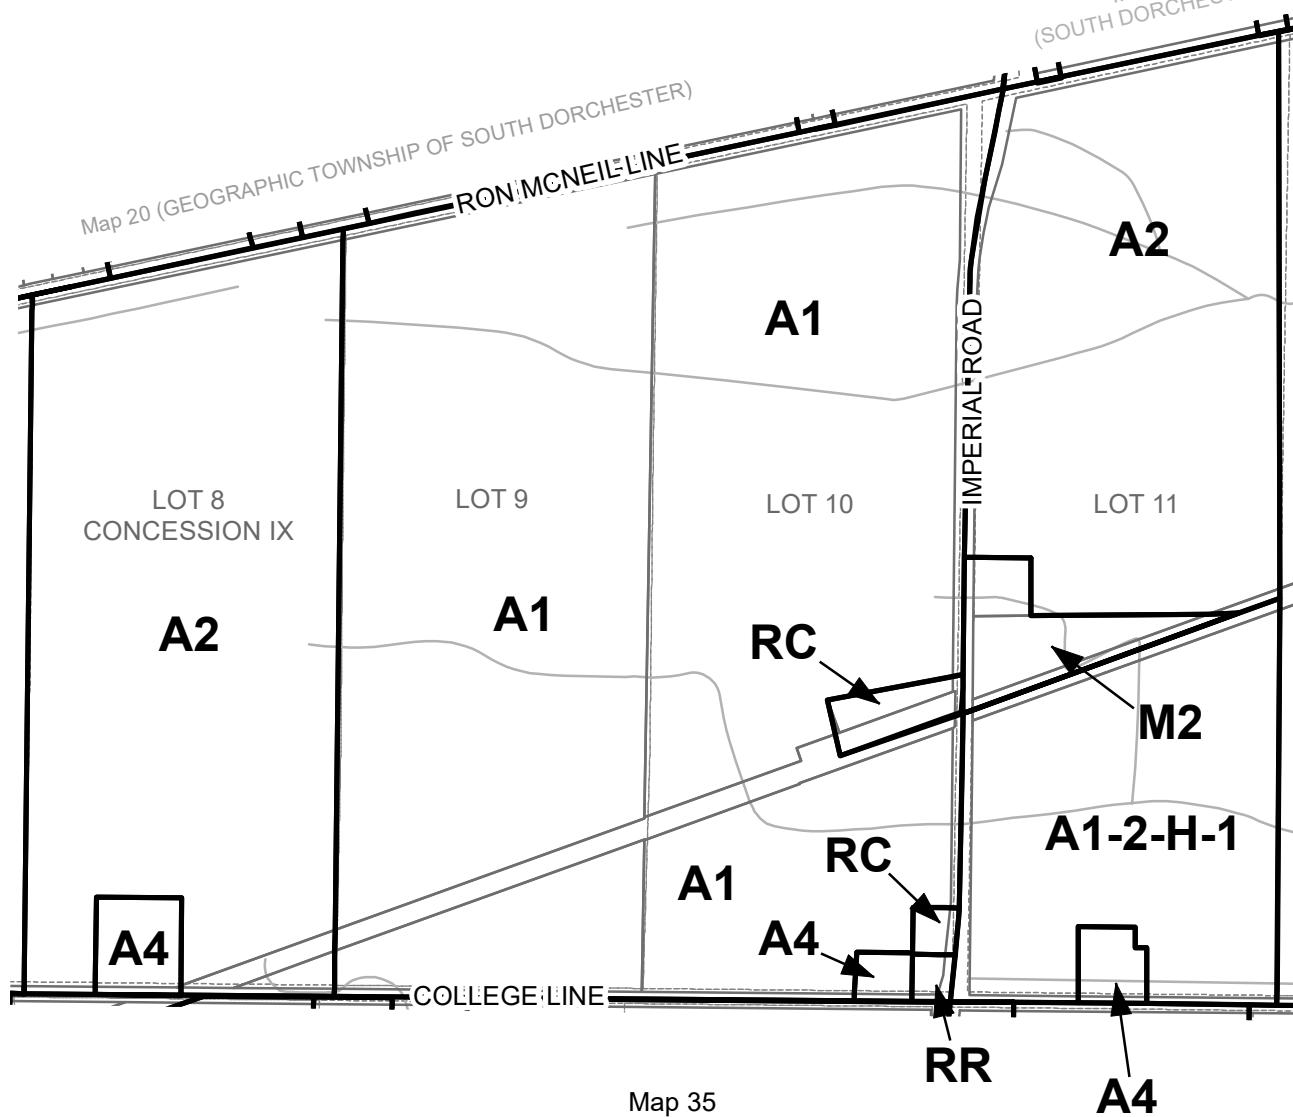 (SOUTH DORCHEST
Map 20 (GEOGRAPHIC TOWNSHIP OF SOUTH DORCHESTER)
RON MCNEIL LINE
A2
A1
IMPERIAL ROAD
LOT 8
CONCESSION IX
LOT 9
LOT 10
LOT 11
A2
A1
RC
M2
A1-2-H-1
RC
A1
A4
A4
COLLEGE LINE
RR
A4
Map 35